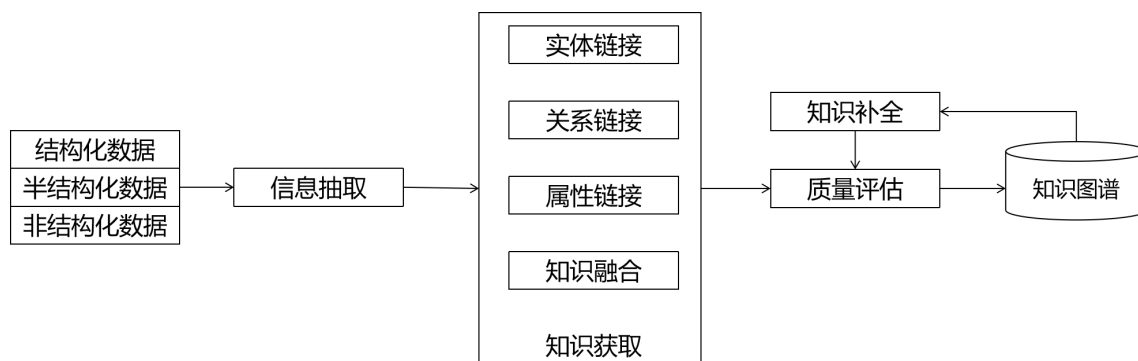 结构化数据
半结构化数据
非结构化数据
信息抽取
实体链接
关系链接
属性链接
知识融合
知识获取
知识补全
质量评估
知识图谱